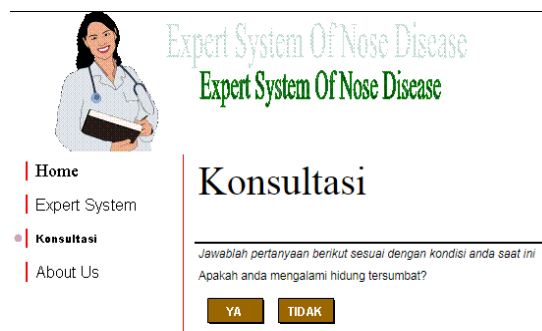 Expert System Of Nose Disease
Expert System Of Nose Disease
Home
Expert System
Konsultasi
About Us
Konsultasi
Jawablah pertanyaan berikut sesuai dengan kondisi anda saat ini
Apakah anda mengalami hidung tersumbat?
YA TIDAK